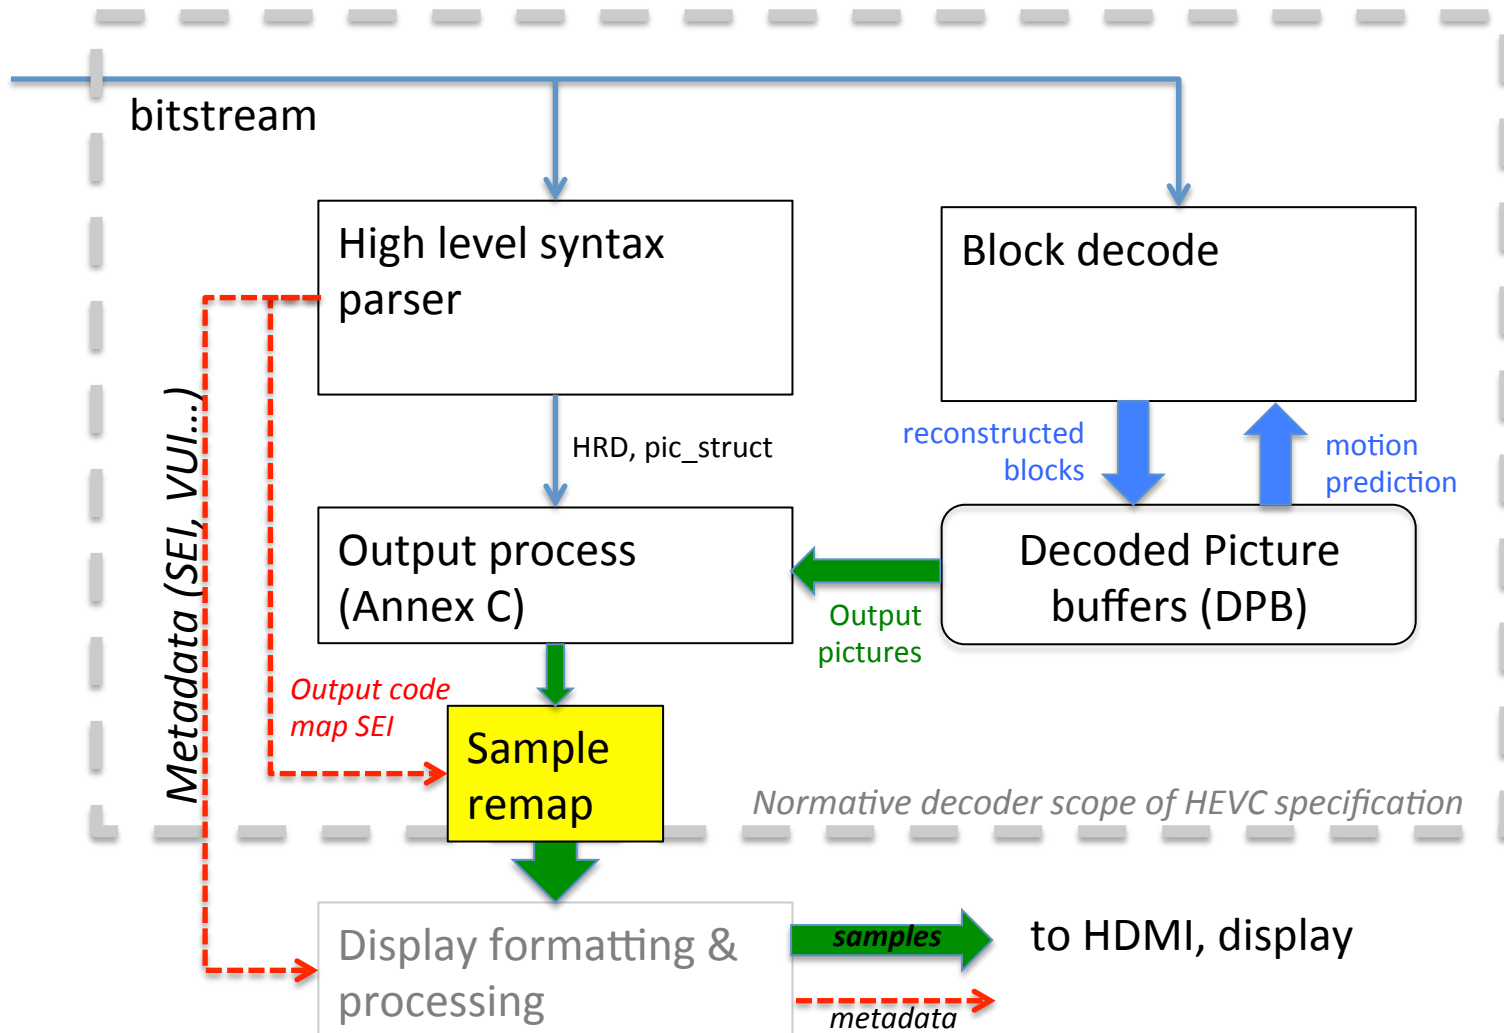 bitstream
High level syntax
parser
Block decode
Metadata (SEI, VUI...)
HRD, pic_struct
reconstructed
blocks
motion
prediction
Output process
(Annex C)
Decoded Picture
buffers (DPB)
Output
pictures
Output code
map SEI
Sample
remap
Normative decoder scope of HEVC specification
Display formatting &
processing
samples
to HDMI, display
metadata